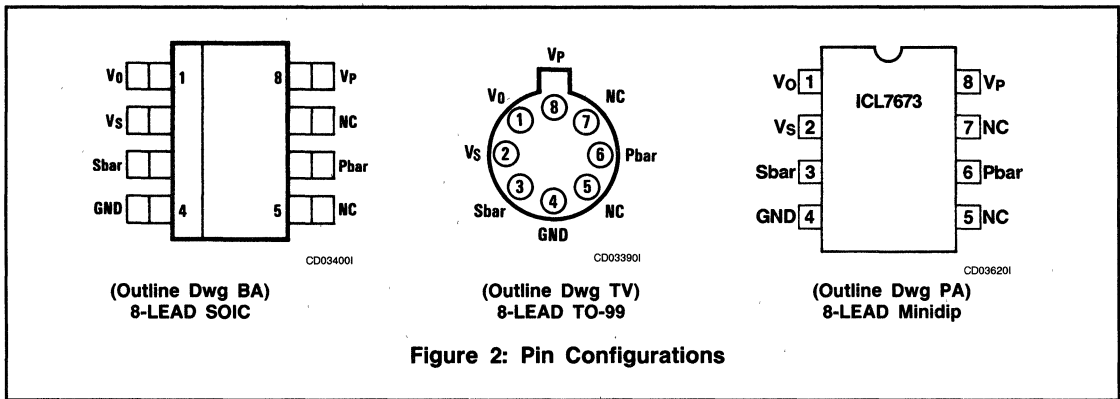 V₀ 1 8 Vₚ
Vₛ NC
Sbar Pbar
GND 4 5 NC
CD03400I
(Outline Dwg BA)
8-LEAD SOIC
Vₚ
V₀ 8 NC
1 7
Vₛ 2 6 Pbar
3 5
Sbar 4 NC
GND
CD03390I
(Outline Dwg TV)
8-LEAD TO-99
ICL7673
V₀ 1 8 Vₚ
Vₛ 2 7 NC
Sbar 3 6 Pbar
GND 4 5 NC
CD03620I
(Outline Dwg PA)
8-LEAD Minidip
Figure 2: Pin Configurations